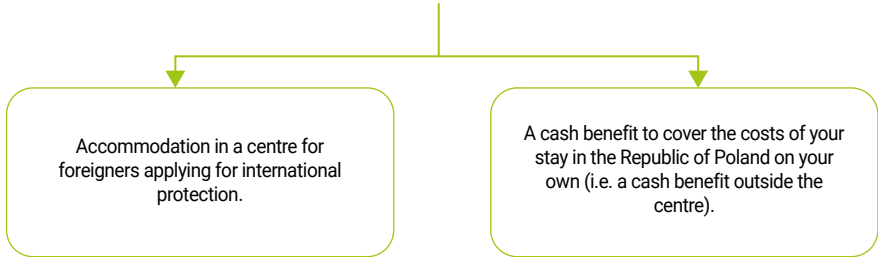 Accommodation in a centre for
foreigners applying for international
protection.
A cash benefit to cover the costs of your
stay in the Republic of Poland on your
own (i.e. a cash benefit outside the
centre).